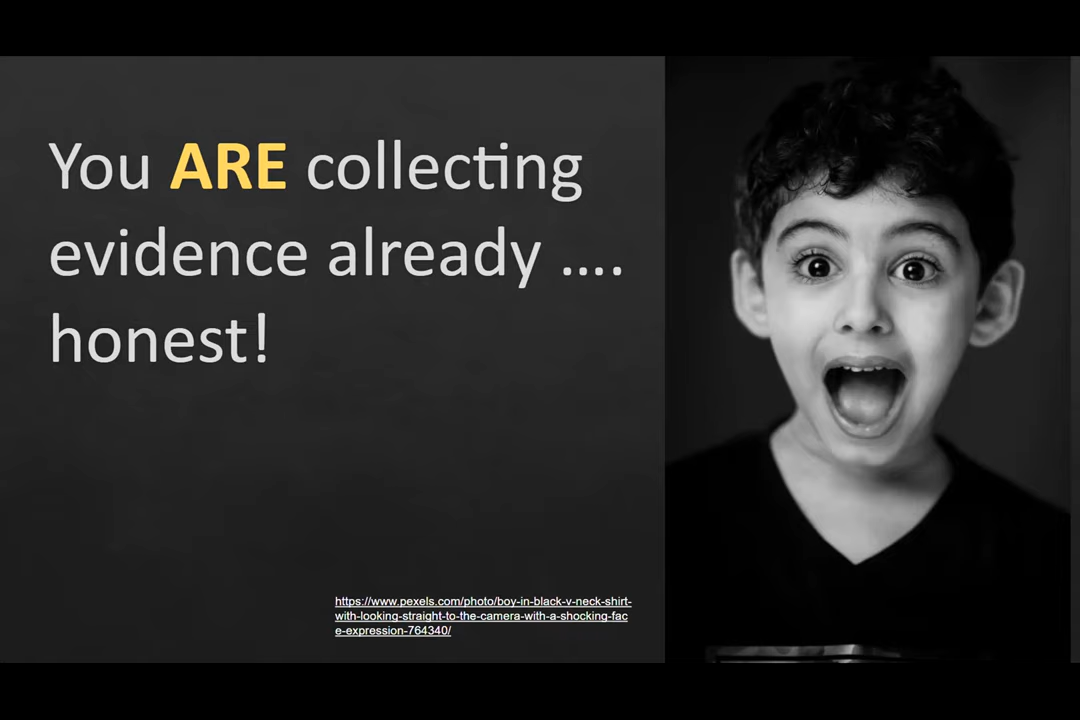 You ARE collecting
evidence already ....
honest!
https://www.pexels.com/photo/boy-in-black-v-neck-shirt-
with-looking-straight-to-the-camera-with-a-shocking-fac
e-expression-764340/